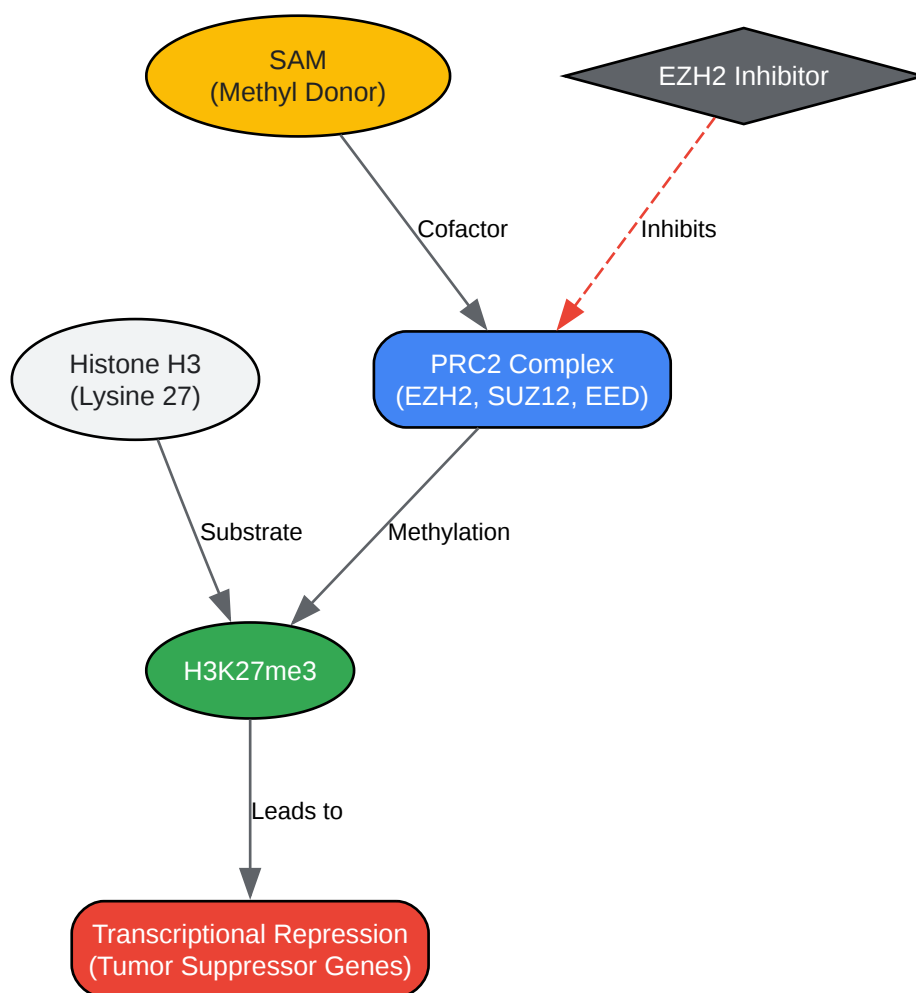 SAM
(Methyl Donor)
EZH2 Inhibitor
Cofactor
Inhibits
Histone H3
(Lysine 27)
PRC2 Complex
(EZH2, SUZ12, EED)
Substrate
Methylation
H3K27me3
Leads to
Transcriptional Repression
(Tumor Suppressor Genes)